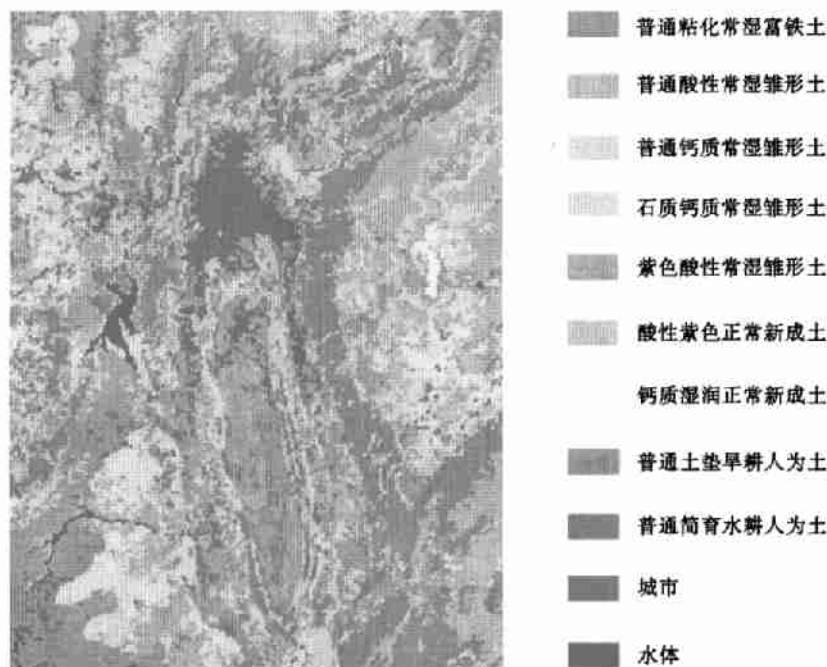 普通粘化常湿富铁土
普通酸性常湿雏形土
普通钙质常湿雏形土
石质钙质常湿雏形土
紫色酸性常湿雏形土
酸性紫色正常新成土
钙质湿润正常新成土
普通土垫旱耕人为土
普通简育水耕人为土
城市
水体